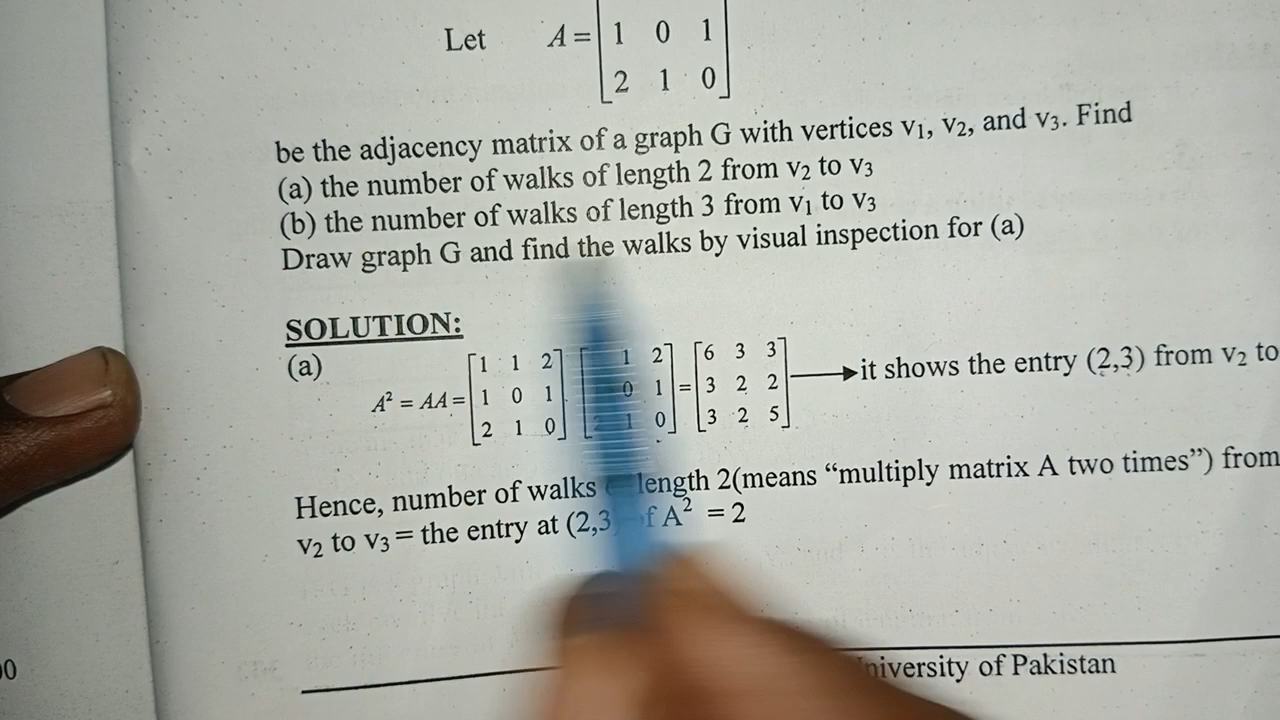 Let A = [1 0 1
2 1 0]
be the adjacency matrix of a graph G with vertices v1, v2, and v3. Find
(a) the number of walks of length 2 from v2 to v3
(b) the number of walks of length 3 from v1 to v3
Draw graph G and find the walks by visual inspection for (a)
SOLUTION:
(a)
A² = AA = [1 1 2] [ 1 2] = [6 3 3] → it shows the entry (2,3) from v2 to
[1 0 1] [ 0 1] [3 2 2]
[2 1 0] [ 1 0] [3 2 5]
Hence, number of walks length 2(means “multiply matrix A two times”) from
v2 to v3 = the entry at (2,3 f A² = 2
00
niversity of Pakistan